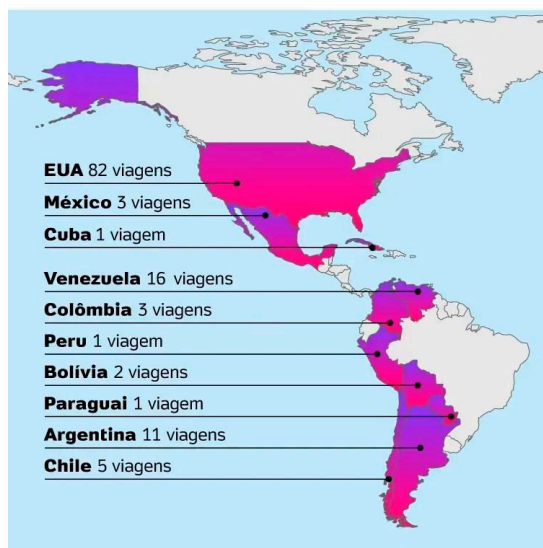 EUA 82 viagens
México 3 viagens
Cuba 1 viagem
Venezuela 16 viagens
Colômbia 3 viagens
Peru 1 viagem
Bolívia 2 viagens
Paraguai 1 viagem
Argentina 11 viagens
Chile 5 viagens